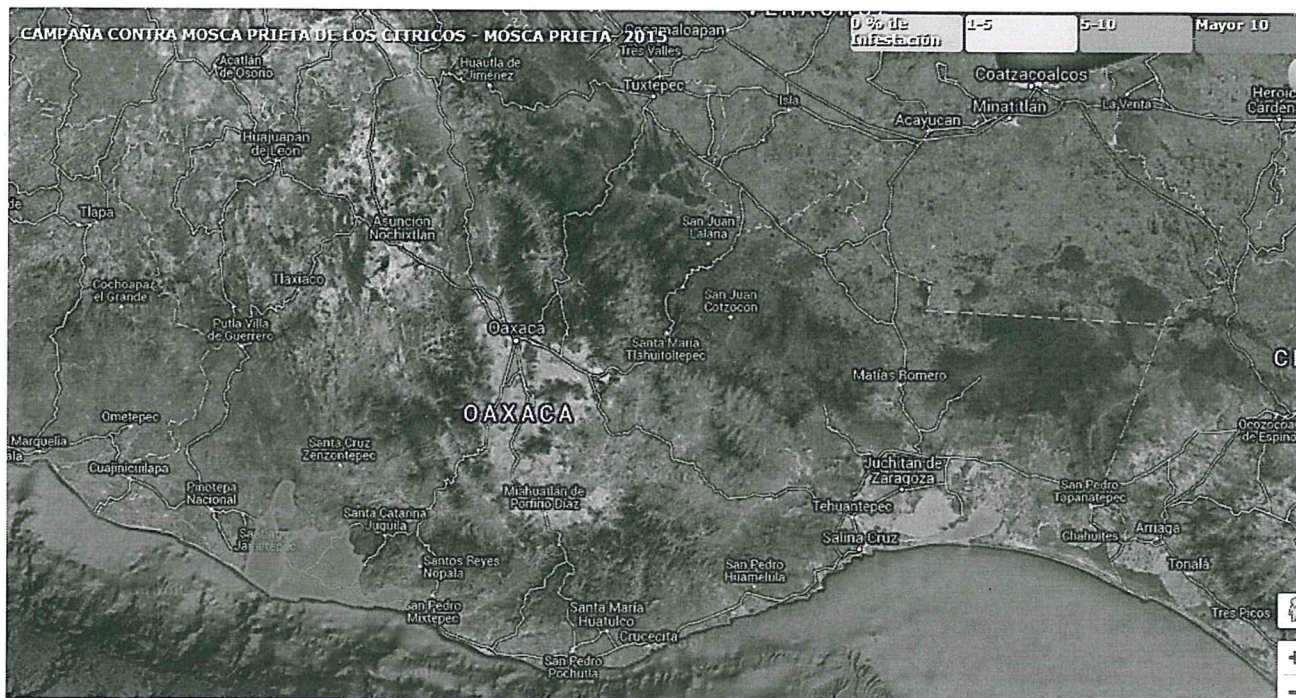 CAMPAÑA CONTRA MOSCA PRIETA DE LOS CITRICOS - MOSCA PRIETA- 2015
0 % de
Infestación
1-5
5-10
Mayor 10
Tres Valles
Acatlán
de Osorio
Huautla de
Jiménez
Tuxtepec
Isla
Coatzacoalcos
Minatitlán
La Venta
Acayucan
Heroic
Cárden
Huajuapan
de León
Tlapa
Asunción
Nochixtlán
San Juan
Lalana
Tlaxiaco
Cochoapa
el Grande
San Juan
Cotzocón
Putla Villa
de Guerrero
Oaxaca
Santa María
Tlahuitoltepec
Matías Romero
OAXACA
Ometepec
Marquelia
Cuajinicuilapa
Santa Cruz
Zenzontepec
Ocozocoa
de Espino
Juchitán de
Zaragoza
Pinotepa
Nacional
Miahuatlán de
Porfirio Díaz
San Pedro
Tapanatepec
Santa Catarina
Juquila
Tehuantepec
Salina Cruz
Chahuites
Arriaga
Tonalá
Santos Reyes
Nopala
San Pedro
Huamelula
San Pedro
Mixtepec
Santa María
Huatulco
Crucecita
Tres Picos
San Pedro
Pochutla